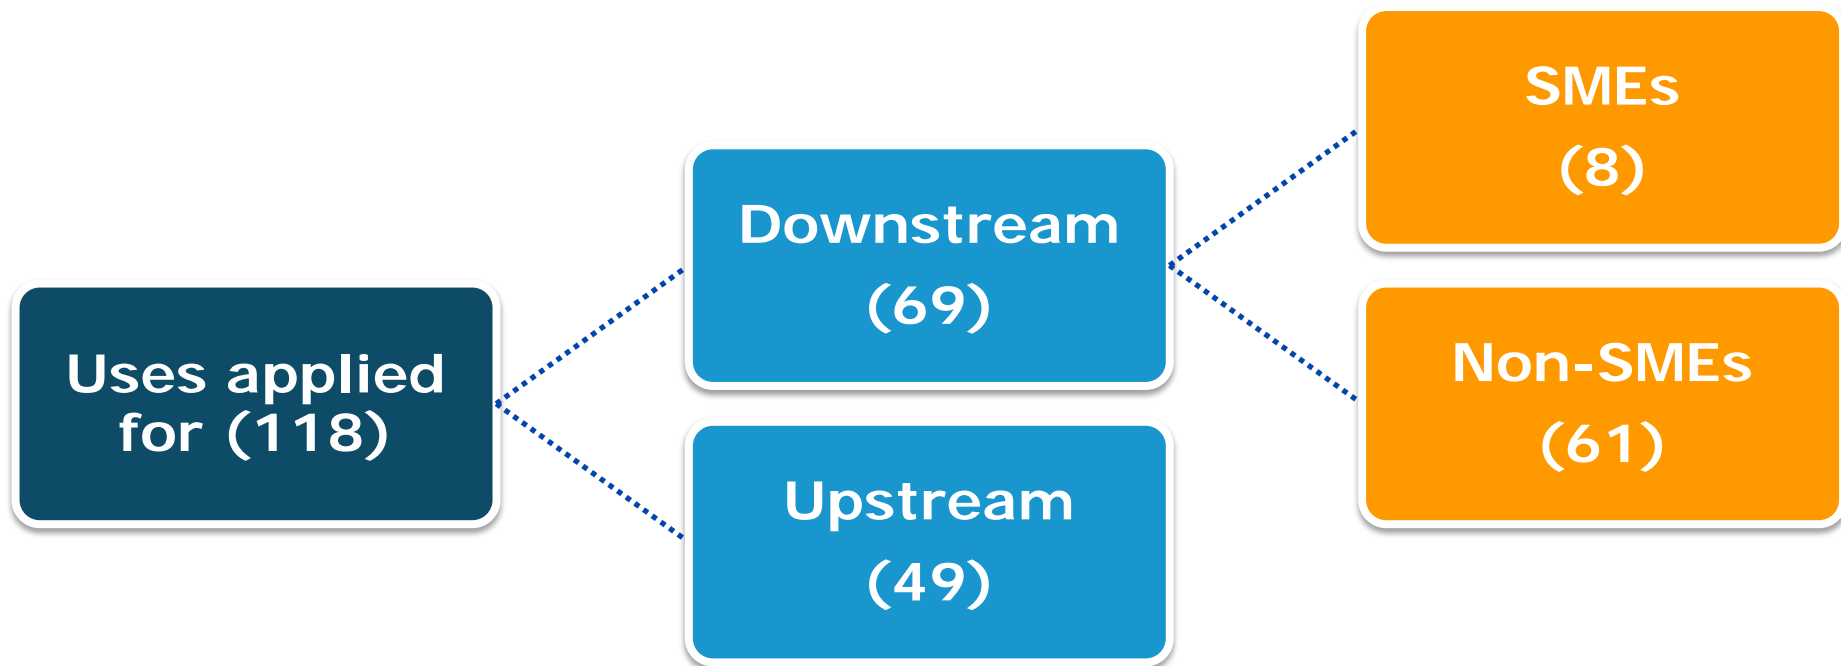 Uses applied
for (118)
Downstream
(69)
Upstream
(49)
SMEs
(8)
Non-SMEs
(61)